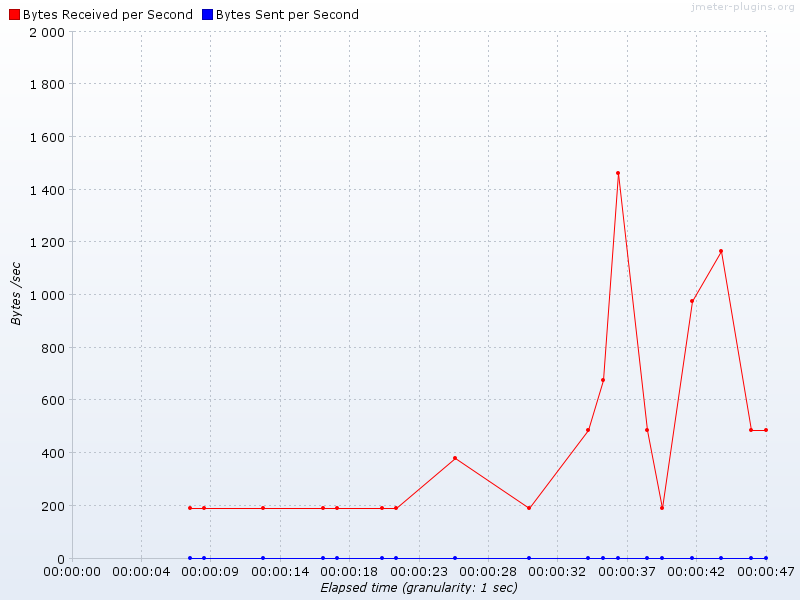 jmeter-plugins.org
Bytes Received per Second Bytes Sent per Second
2 000
1 800
1 600
1 400
1 200
1 000
800
600
400
200
0
Bytes /sec
00:00:00 00:00:04 00:00:09 00:00:14 00:00:18 00:00:23 00:00:28 00:00:32 00:00:37 00:00:42 00:00:47
Elapsed time (granularity: 1 sec)